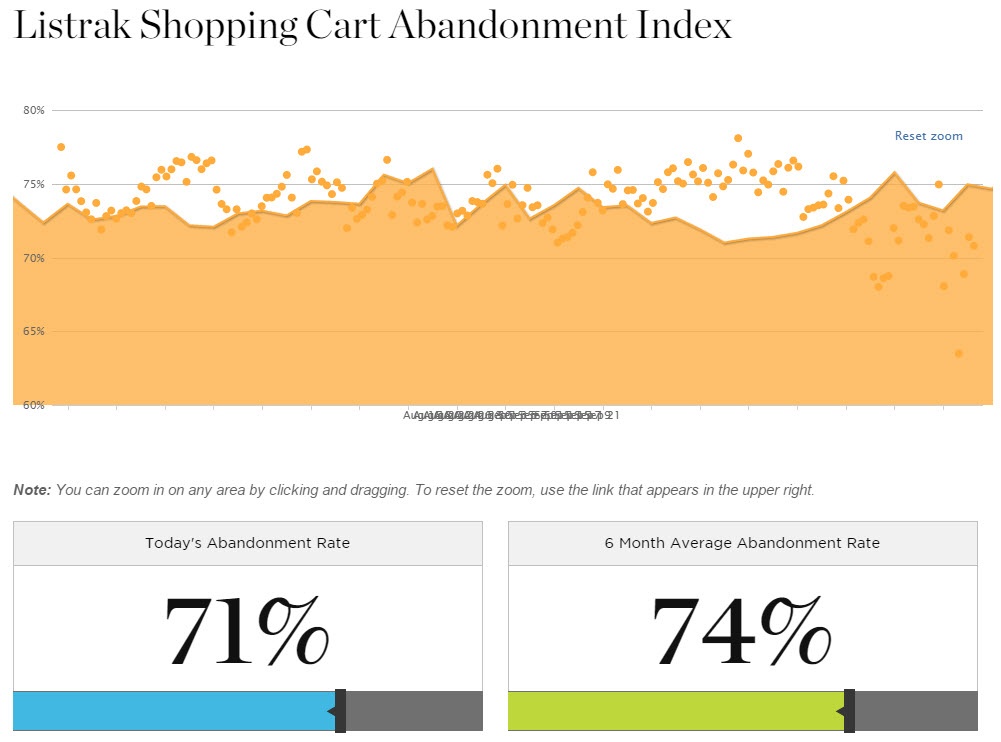 Listrak Shopping Cart Abandonment Index
80%
Reset zoom
75%
70%
65%
60%
21
Note: You can zoom in on any area by clicking and dragging. To reset the zoom, use the link that appears in the upper right.
Today's Abandonment Rate
6 Month Average Abandonment Rate
71%
74%